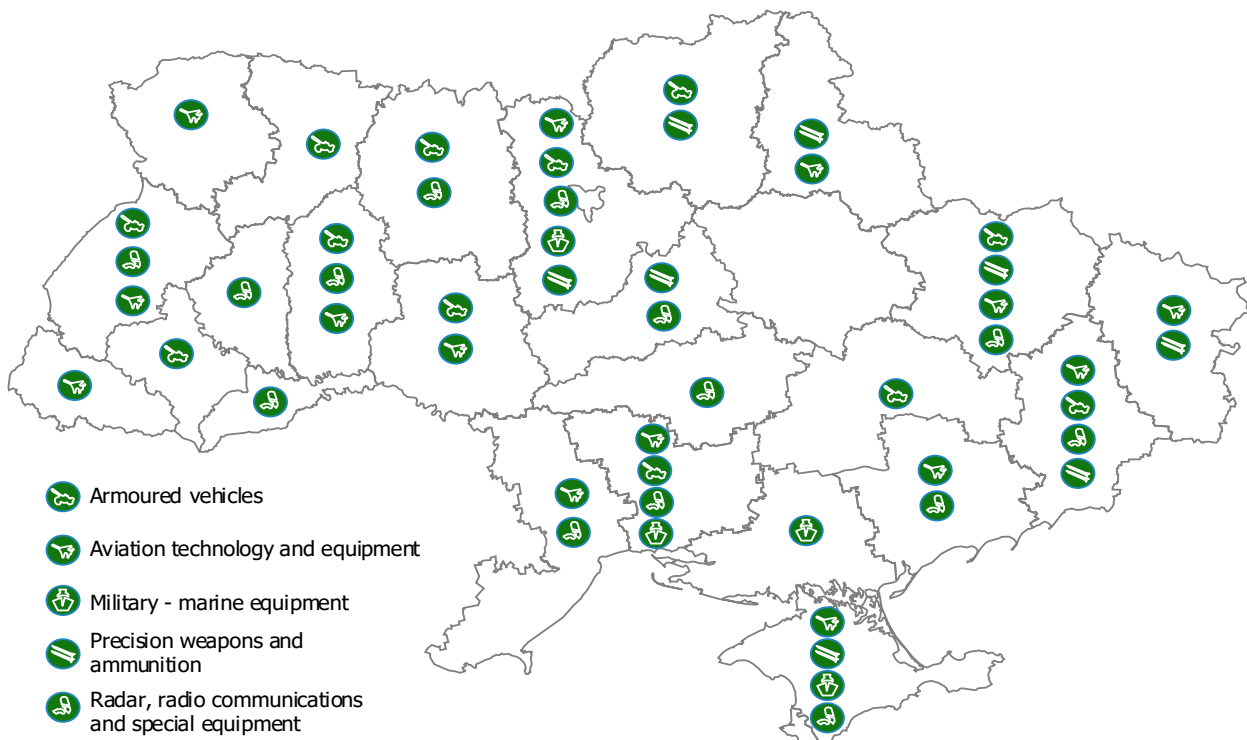 Armoured vehicles
Aviation technology and equipment
Military - marine equipment
Precision weapons and
ammunition
Radar, radio communications
and special equipment